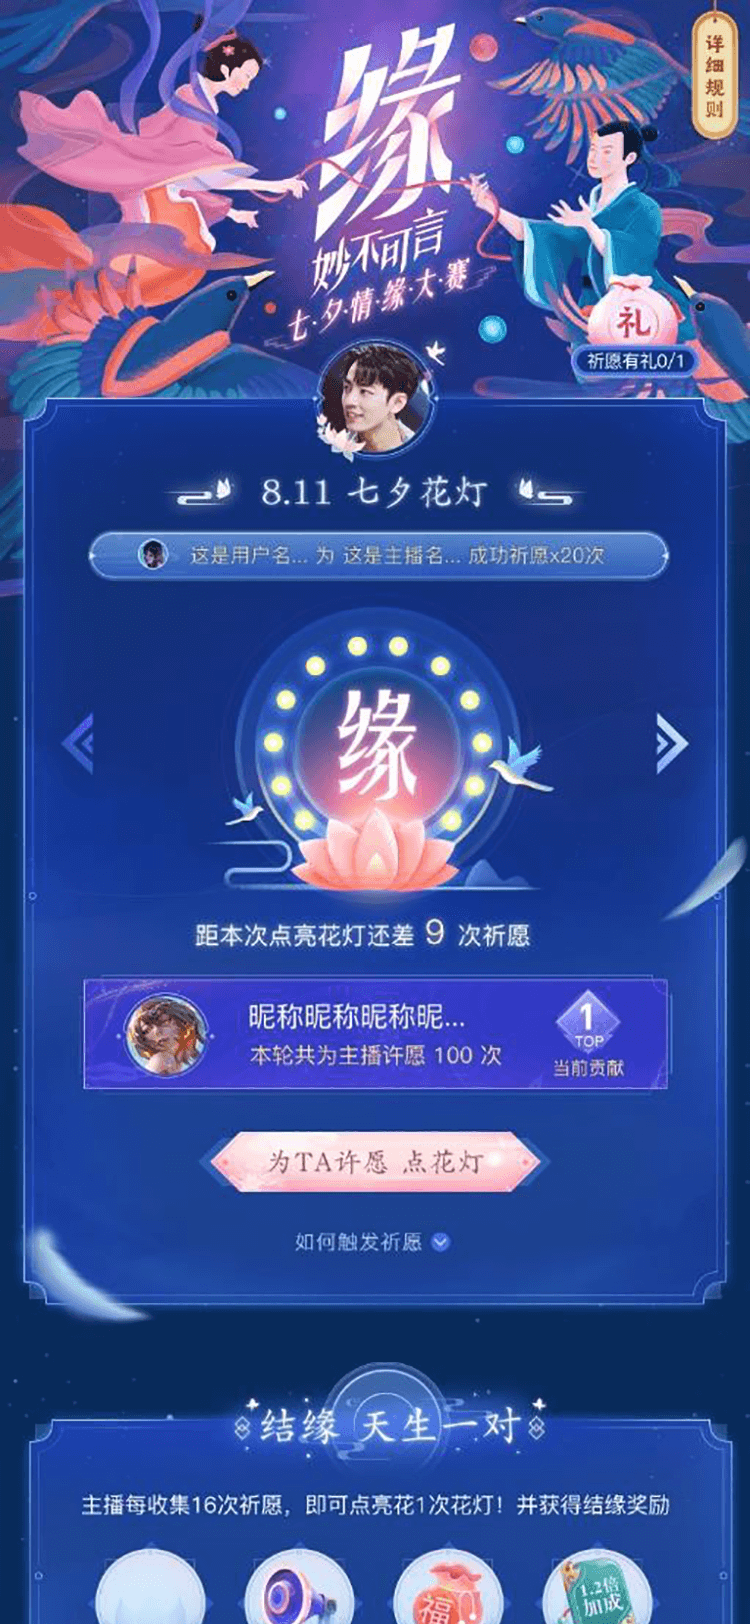 详细规则
缘
妙不可言
七·夕·情·缘·大·赛
礼
祈愿有礼0/1
8.11 七夕花灯
这是用户名... 为 这是主播名... 成功祈愿x20次
缘
距本次点亮花灯还差 9 次祈愿
昵称昵称昵称昵...
本轮共为主播许愿 100 次
1
TOP
当前贡献
为TA许愿 点花灯
如何触发祈愿
结缘 天生一对
主播每收集16次祈愿，即可点亮花1次花灯！并获得结缘奖励
福
1.2倍
加成